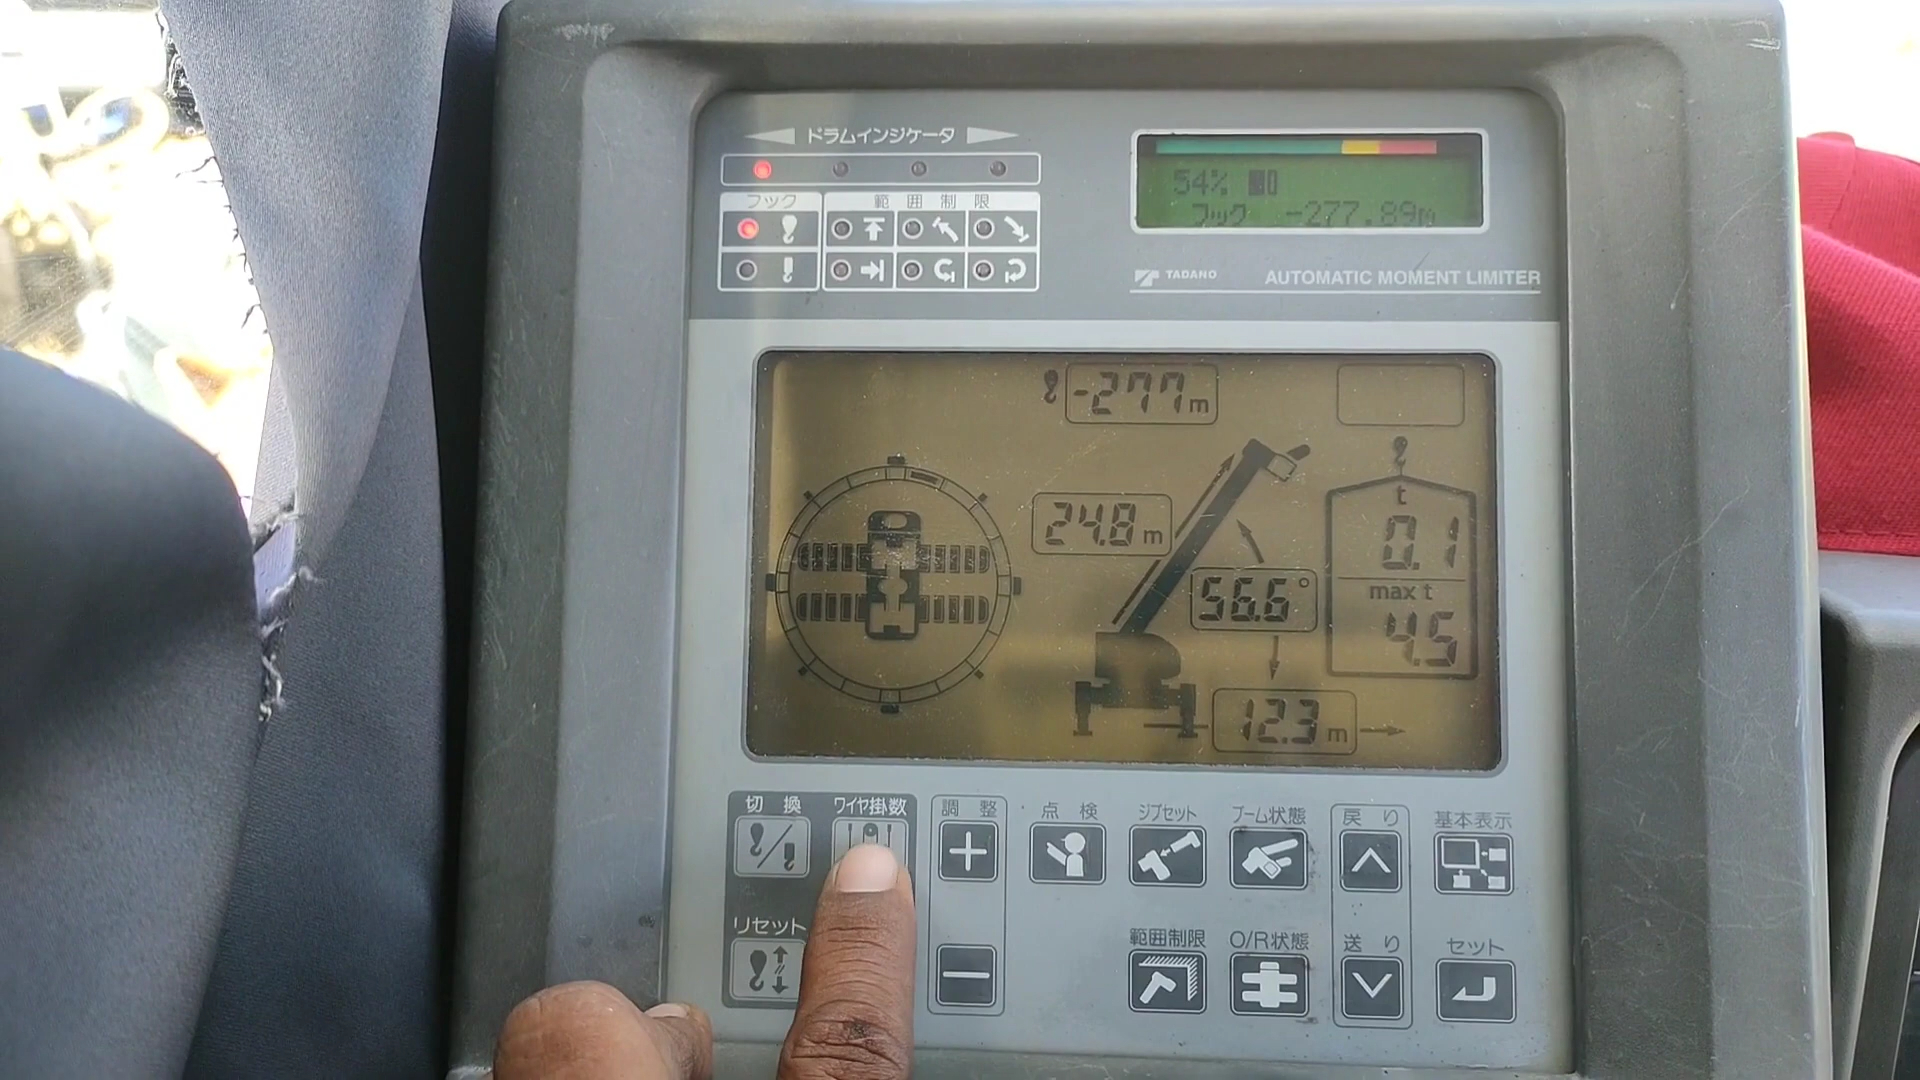 ドラムインジケータ
フック
範囲制限
54%
フック -277.89m
TADANO
AUTOMATIC MOMENT LIMITER
-277m
24.8m
t
0.1
56.6°
max t
4.5
12.3m
切換
ワイヤ掛数
調整
点検
ジブセット
ブーム状態
戻り
基本表示
リセット
範囲制限
O/R状態
送り
セット